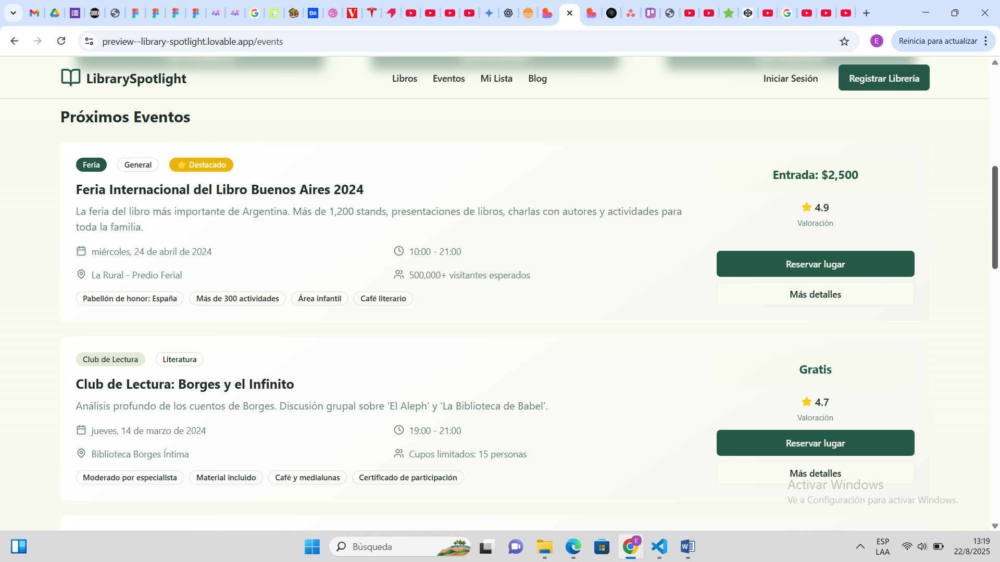 preview--library-spotlight.lovable.app/events
E
Reinicia para actualizar
LibrarySpotlight
Libros
Eventos
Mi Lista
Blog
Iniciar Sesión
Registrar Librería
Próximos Eventos
Feria
General
Destacado
Feria Internacional del Libro Buenos Aires 2024
La feria del libro más importante de Argentina. Más de 1,200 stands, presentaciones de libros, charlas con autores y actividades para
toda la familia.
miércoles, 24 de abril de 2024
10:00 - 21:00
La Rural - Predio Ferial
500,000+ visitantes esperados
Pabellón de honor: España
Más de 300 actividades
Área infantil
Café literario
Entrada: $2,500
4.9
Valoración
Reservar lugar
Más detalles
Club de Lectura
Literatura
Club de Lectura: Borges y el Infinito
Análisis profundo de los cuentos de Borges. Discusión grupal sobre 'El Aleph' y 'La Biblioteca de Babel'.
jueves, 14 de marzo de 2024
19:00 - 21:00
Biblioteca Borges Íntima
Cupos limitados: 15 personas
Moderado por especialista
Material incluido
Café y medialunas
Certificado de participación
Gratis
4.7
Valoración
Reservar lugar
Más detalles
Activar Windows
Ve a Configuración para activar Windows.
Búsqueda
ESP
LAA
13:19
22/8/2025